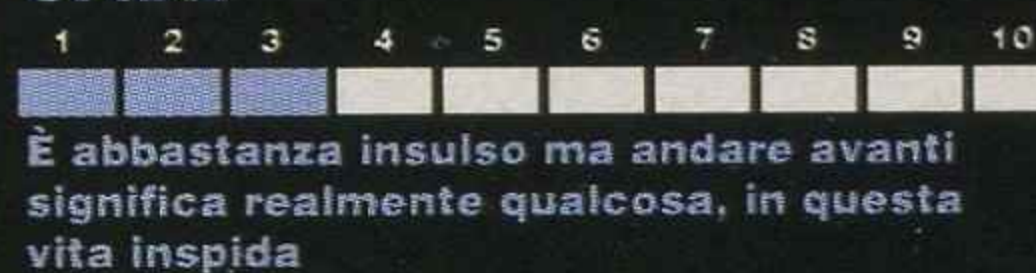 1 2 3 4 5 6 7 8 9 10
È abbastanza insulso ma andare avanti
significa realmente qualcosa, in questa
vita inspida